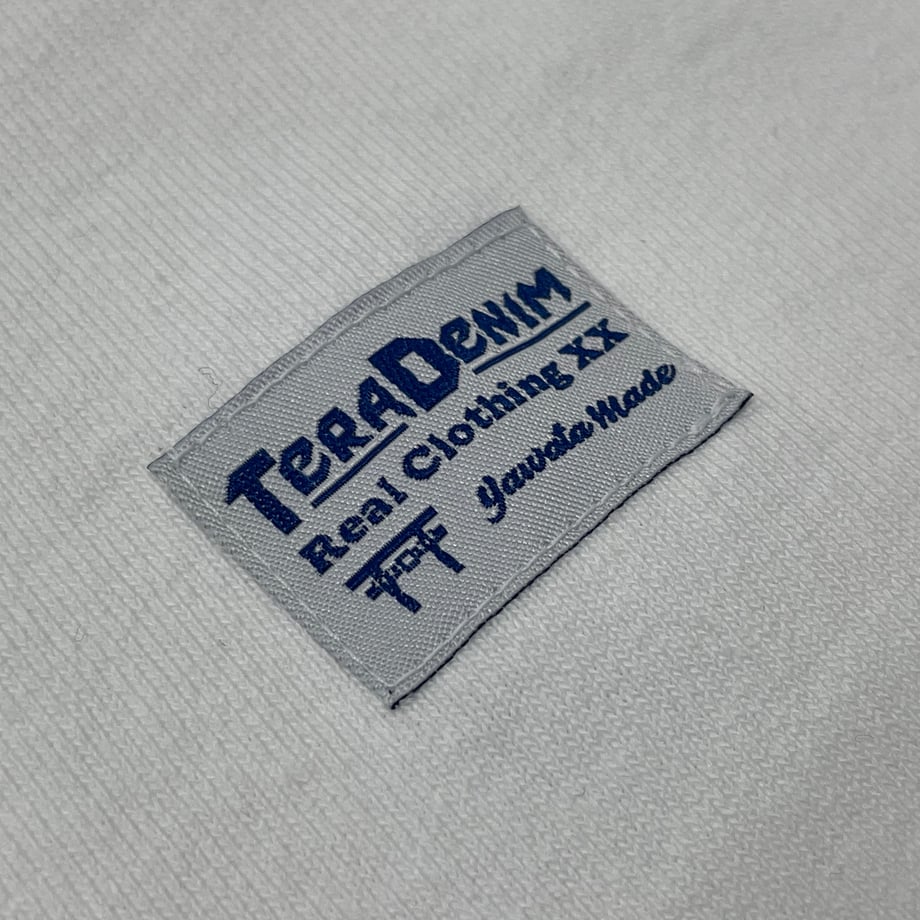 TERADENIM
Real Clothing XX
Yawata Made